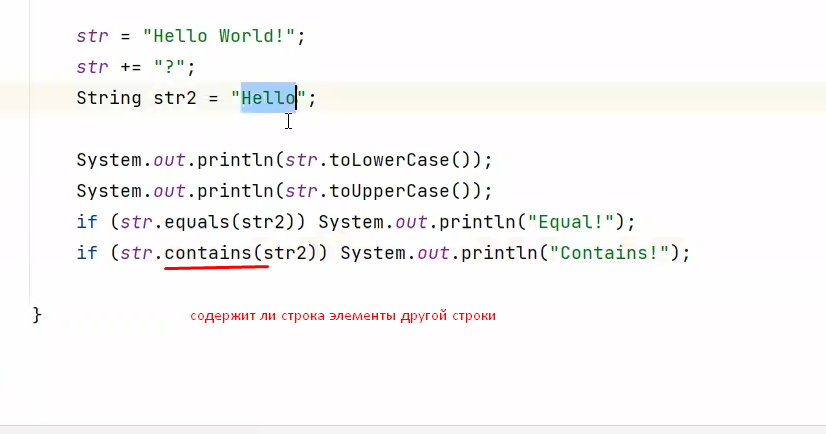 str = "Hello World!";
str += "?";
String str2 = "Hello";
System.out.println(str.toLowerCase());
System.out.println(str.toUpperCase());
if (str.equals(str2)) System.out.println("Equal!");
if (str.contains(str2)) System.out.println("Contains!");
}
содержит ли строка элементы другой строки